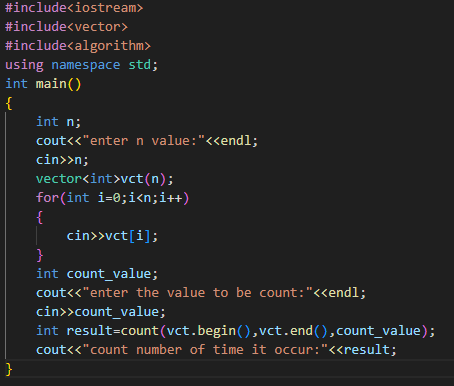 #include<iostream>
#include<vector>
#include<algorithm>
using namespace std;
int main()
{
    int n;
    cout<<"enter n value:"<<endl;
    cin>>n;
    vector<int>vct(n);
    for(int i=0;i<n;i++)
    {
        cin>>vct[i];
    }
    int count_value;
    cout<<"enter the value to be count:"<<endl;
    cin>>count_value;
    int result=count(vct.begin(),vct.end(),count_value);
    cout<<"count number of time it occur:"<<result;
}